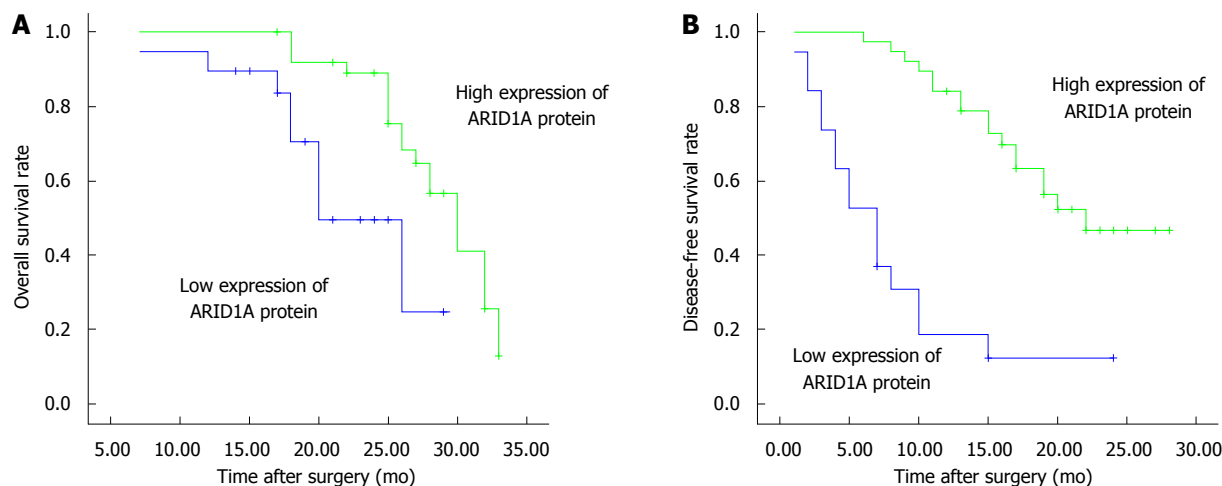 A
1.0
0.8
0.6
0.4
0.2
0.0
Overall survival rate
High expression of
ARID1A protein
Low expression of
ARID1A protein
5.00 10.00 15.00 20.00 25.00 30.00 35.00
Time after surgery (mo)
B
1.0
0.8
0.6
0.4
0.2
0.0
Disease-free survival rate
High expression of
ARID1A protein
Low expression of
ARID1A protein
0.00 5.00 10.00 15.00 20.00 25.00 30.00
Time after surgery (mo)